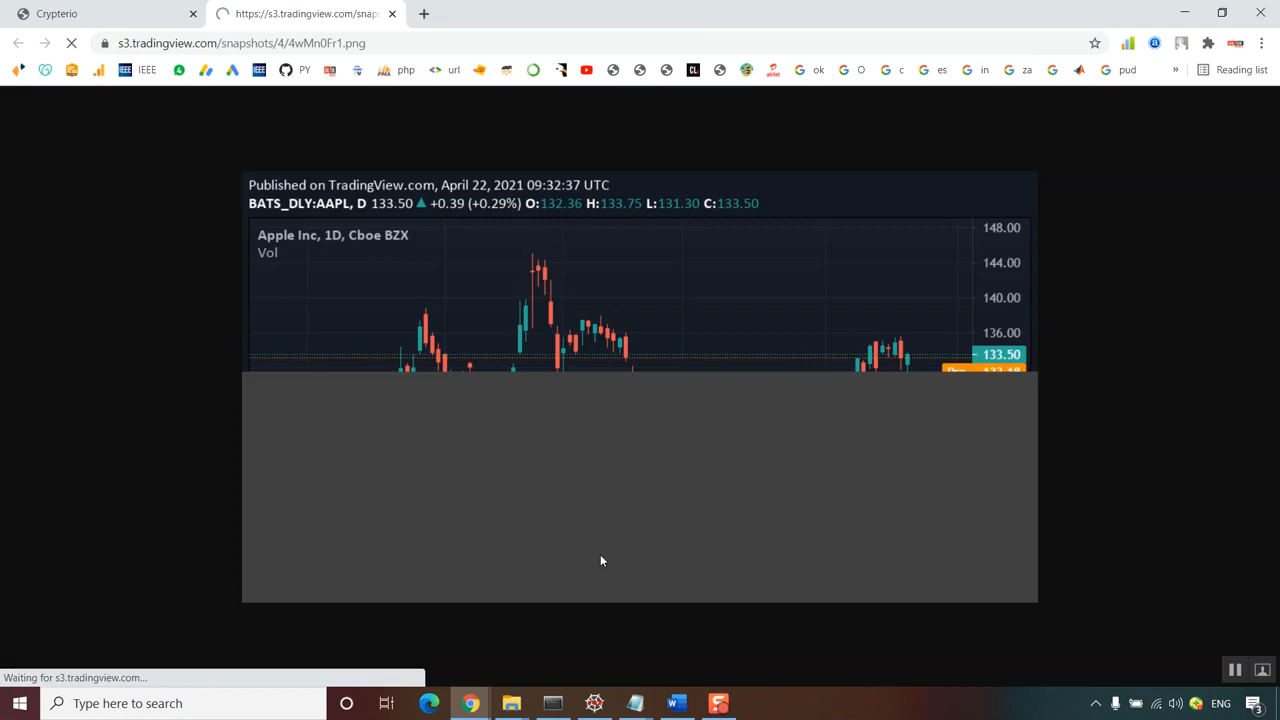 Crypterio
https://s3.tradingview.com/snaps
s3.tradingview.com/snapshots/4/4wMn0Fr1.png
IEEE
PY
php
url
CL
airtel
ok
O
c
es
in
za
pud
»
Reading list
Published on TradingView.com, April 22, 2021 09:32:37 UTC
BATS_DLY:AAPL, D 133.50 ▲ +0.39 (+0.29%) O:132.36 H:133.75 L:131.30 C:133.50
Apple Inc, 1D, Cboe BZX
Vol
148.00
144.00
140.00
136.00
133.50
Waiting for s3.tradingview.com...
Type here to search
ENG
3